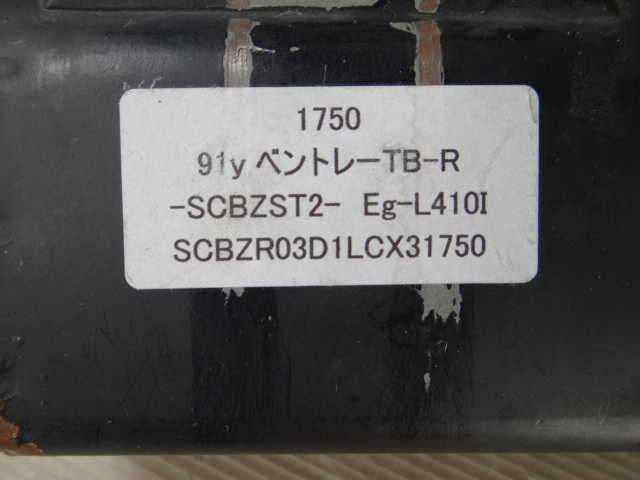 1750
91y ベントレーTB-R
-SCBZST2- Eg-L410I
SCBZR03D1LCX31750